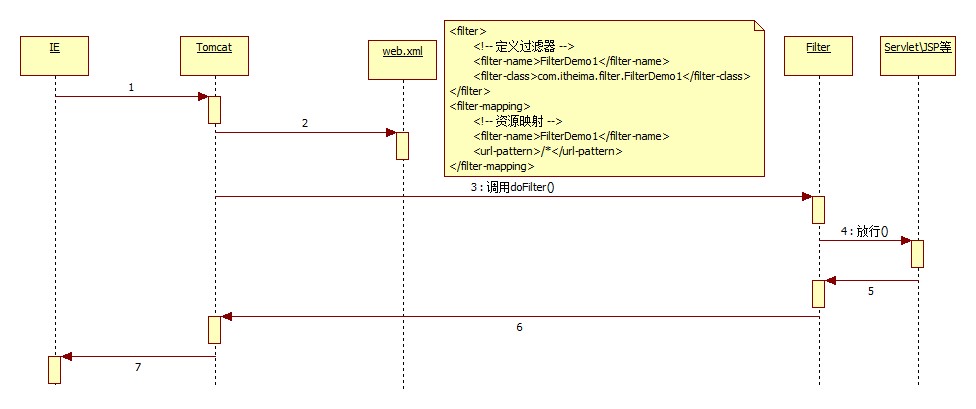 IE
Tomcat
web.xml
<filter>
<!-- 定义过滤器 -->
<filter-name>FilterDemo1</filter-name>
<filter-class>com.itheima.filter.FilterDemo1</filter-class>
</filter>
<filter-mapping>
<!-- 资源映射 -->
<filter-name>FilterDemo1</filter-name>
<url-pattern>/*</url-pattern>
</filter-mapping>
Filter
Servlet\JSP等
1
2
3 : 调用doFilter()
4 : 放行()
5
6
7